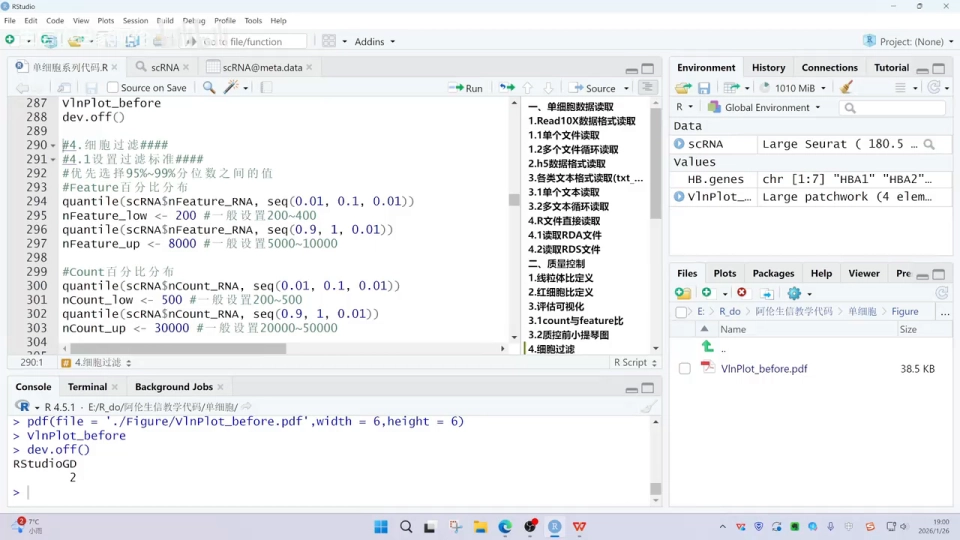 RStudio
File Edit Code View Plots Session Build Debug Profile Tools Help
Go to file/function
Addins
Project: (None)
单细胞系列代码.R
scRNA
scRNA@meta.data
Source on Save
Run
Source
287 VlnPlot_before
288 dev.off()
289
290 #4.细胞过滤####
291 #4.1设置过滤标准####
292 #优先选择95%~99%分位数之间的值
293 #Feature百分比分布
294 quantile(scRNA$nFeature_RNA, seq(0.01, 0.1, 0.01))
295 nFeature_low <- 200 #一般设置200~400
296 quantile(scRNA$nFeature_RNA, seq(0.9, 1, 0.01))
297 nFeature_up <- 8000 #一般设置5000~10000
298
299 #Count百分比分布
300 quantile(scRNA$nCount_RNA, seq(0.01, 0.1, 0.01))
301 nCount_low <- 500 #一般设置200~500
302 quantile(scRNA$nCount_RNA, seq(0.9, 1, 0.01))
303 nCount_up <- 30000 #一般设置20000~50000
304
290:1 4.细胞过滤 R Script
一、单细胞数据读取
1.Read10X数据格式读取
1.1单个文件读取
1.2多个文件循环读取
2.h5数据格式读取
3.各类文本格式读取(txt_...
3.1单个文本读取
3.2多文本循环读取
4.R文件直接读取
4.1读取RDA文件
4.2读取RDS文件
二、质量控制
1.线粒体比定义
2.红细胞比定义
3.评估可视化
3.1count与feature比
3.2质控前小提琴图
4.细胞过滤
Console Terminal Background Jobs
R 4.5.1 · E:/R_do/阿伦生信教学代码/单细胞/
> pdf(file = './Figure/VlnPlot_before.pdf',width = 6,height = 6)
> VlnPlot_before
> dev.off()
RStudioGD
2
>
Environment History Connections Tutorial
1010 MiB
R Global Environment
Data
scRNA Large Seurat ( 180.5 ...
Values
HB.genes chr [1:7] "HBA1" "HBA2"...
VlnPlot_... Large patchwork (4 elem...
Files Plots Packages Help Viewer Pre
E: R_do 阿伦生信教学代码 单细胞 Figure ...
Name Size
..
VlnPlot_before.pdf 38.5 KB
2
7°C
小雨
19:00
2026/1/26